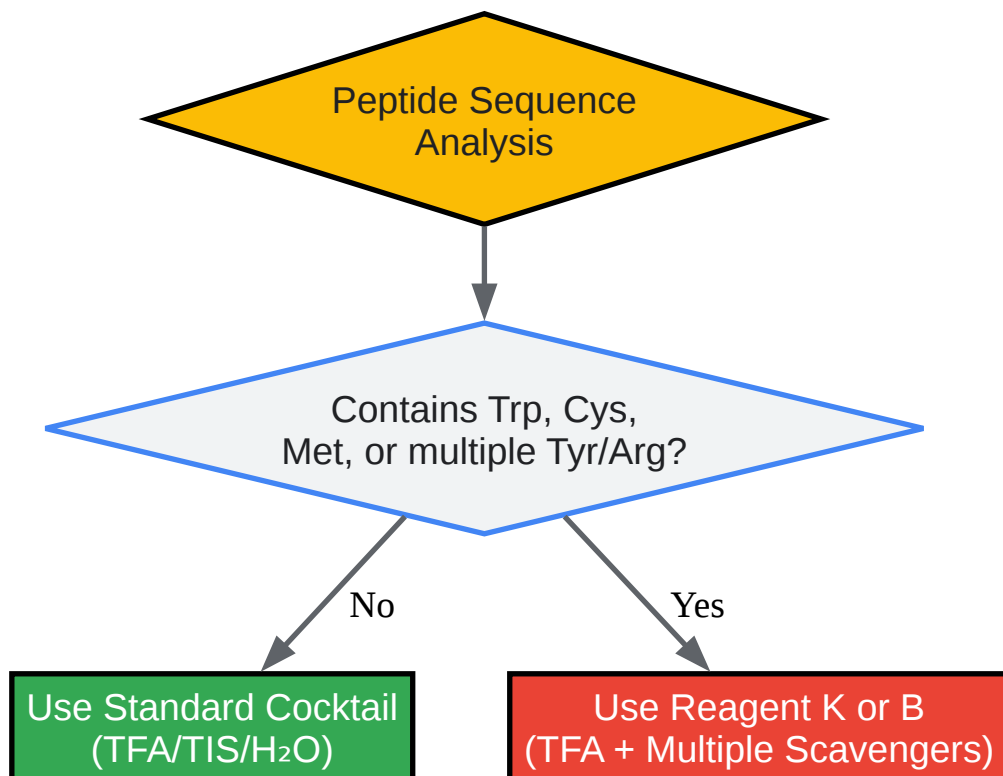 Peptide Sequence
Analysis
Contains Trp, Cys,
Met, or multiple Tyr/Arg?
No
Yes
Use Standard Cocktail
(TFA/TIS/H₂O)
Use Reagent K or B
(TFA + Multiple Scavengers)